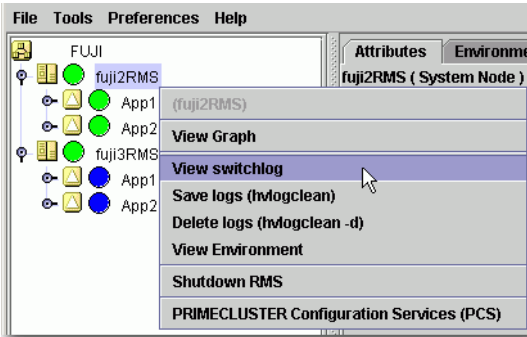 File Tools Preferences Help
FUJI
Attributes Environme
fuji2RMS
fuji2RMS ( System Node )
App1
(fuji2RMS)
App2
View Graph
fuji3RMS
View switchlog
App1
Save logs (hvlogclean)
App2
Delete logs (hvlogclean -d)
View Environment
Shutdown RMS
PRIMECLUSTER Configuration Services (PCS)